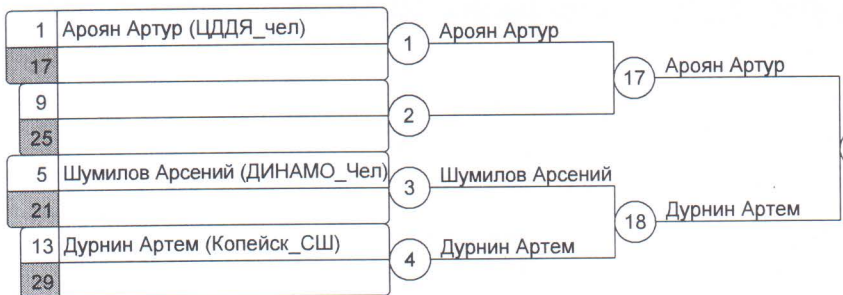 1 Ароян Артур (ЦДДЯ_чел)
17
1
Ароян Артур
9
25
2
17
Ароян Артур
5 Шумилов Арсений (ДИНАМО_Чел)
21
3
Шумилов Арсений
13 Дурнин Артем (Копейск_СШ)
29
4
Дурнин Артем
18
Дурнин Артем